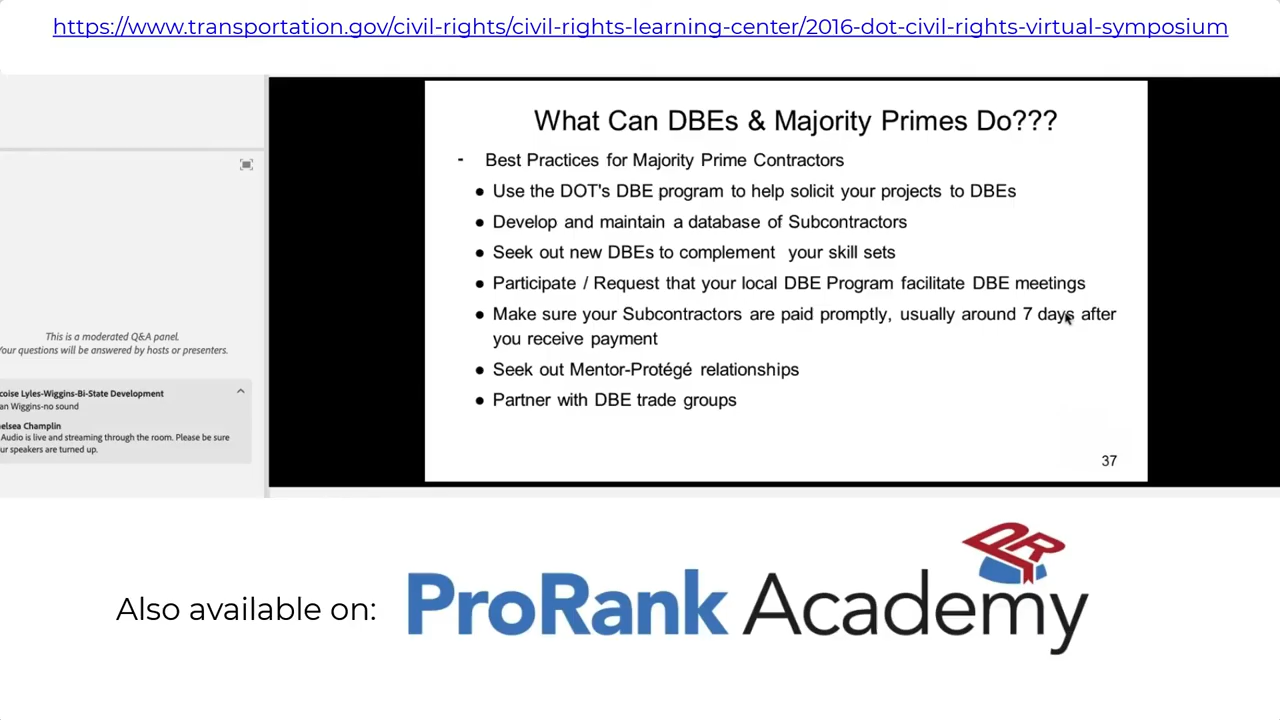 https://www.transportation.gov/civil-rights/civil-rights-learning-center/2016-dot-civil-rights-virtual-symposium
What Can DBEs & Majority Primes Do???
- Best Practices for Majority Prime Contractors
● Use the DOT's DBE program to help solicit your projects to DBEs
● Develop and maintain a database of Subcontractors
● Seek out new DBEs to complement your skill sets
● Participate / Request that your local DBE Program facilitate DBE meetings
● Make sure your Subcontractors are paid promptly, usually around 7 days after
you receive payment
● Seek out Mentor-Protégé relationships
● Partner with DBE trade groups
37
This is a moderated Q&A panel.
Your questions will be answered by hosts or presenters.
coise Lyles-Wiggins-Bi-State Development
an Wiggins-no sound
elsea Champlin
Audio is live and streaming through the room. Please be sure
ur speakers are turned up.
Also available on:
ProRank Academy
PR